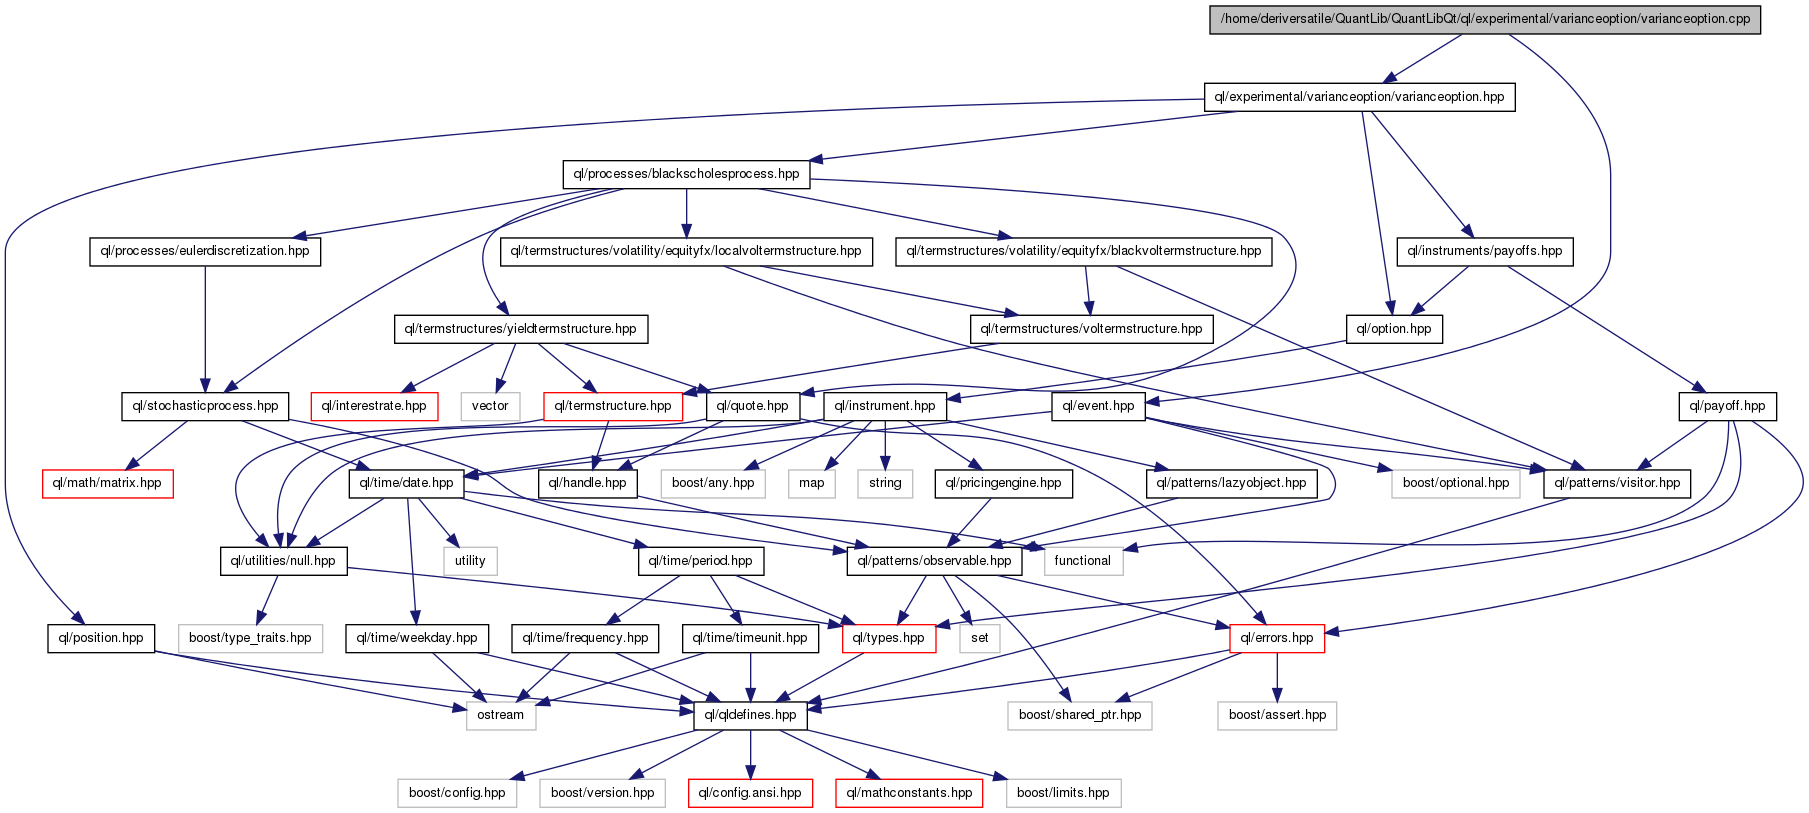 /home/deriversatile/QuantLib/QuantLibQt/ql/experimental/varianceoption/varianceoption.cpp
ql/experimental/varianceoption/varianceoption.hpp
ql/processes/blackscholesprocess.hpp
ql/processes/eulerdiscretization.hpp
ql/termstructures/volatility/equityfx/localvoltermstructure.hpp
ql/termstructures/volatility/equityfx/blackvoltermstructure.hpp
ql/instruments/payoffs.hpp
ql/termstructures/yieldtermstructure.hpp
ql/termstructures/voltermstructure.hpp
ql/option.hpp
ql/stochasticprocess.hpp
ql/interestrate.hpp
vector
ql/termstructure.hpp
ql/quote.hpp
ql/instrument.hpp
ql/event.hpp
ql/payoff.hpp
ql/math/matrix.hpp
ql/time/date.hpp
ql/handle.hpp
boost/any.hpp
map
string
ql/pricingengine.hpp
ql/patterns/lazyobject.hpp
boost/optional.hpp
ql/patterns/visitor.hpp
ql/utilities/null.hpp
utility
ql/time/period.hpp
ql/patterns/observable.hpp
functional
ql/position.hpp
boost/type_traits.hpp
ql/time/weekday.hpp
ql/time/frequency.hpp
ql/time/timeunit.hpp
ql/types.hpp
set
ql/errors.hpp
ostream
ql/qldefines.hpp
boost/shared_ptr.hpp
boost/assert.hpp
boost/config.hpp
boost/version.hpp
ql/config.ansi.hpp
ql/mathconstants.hpp
boost/limits.hpp